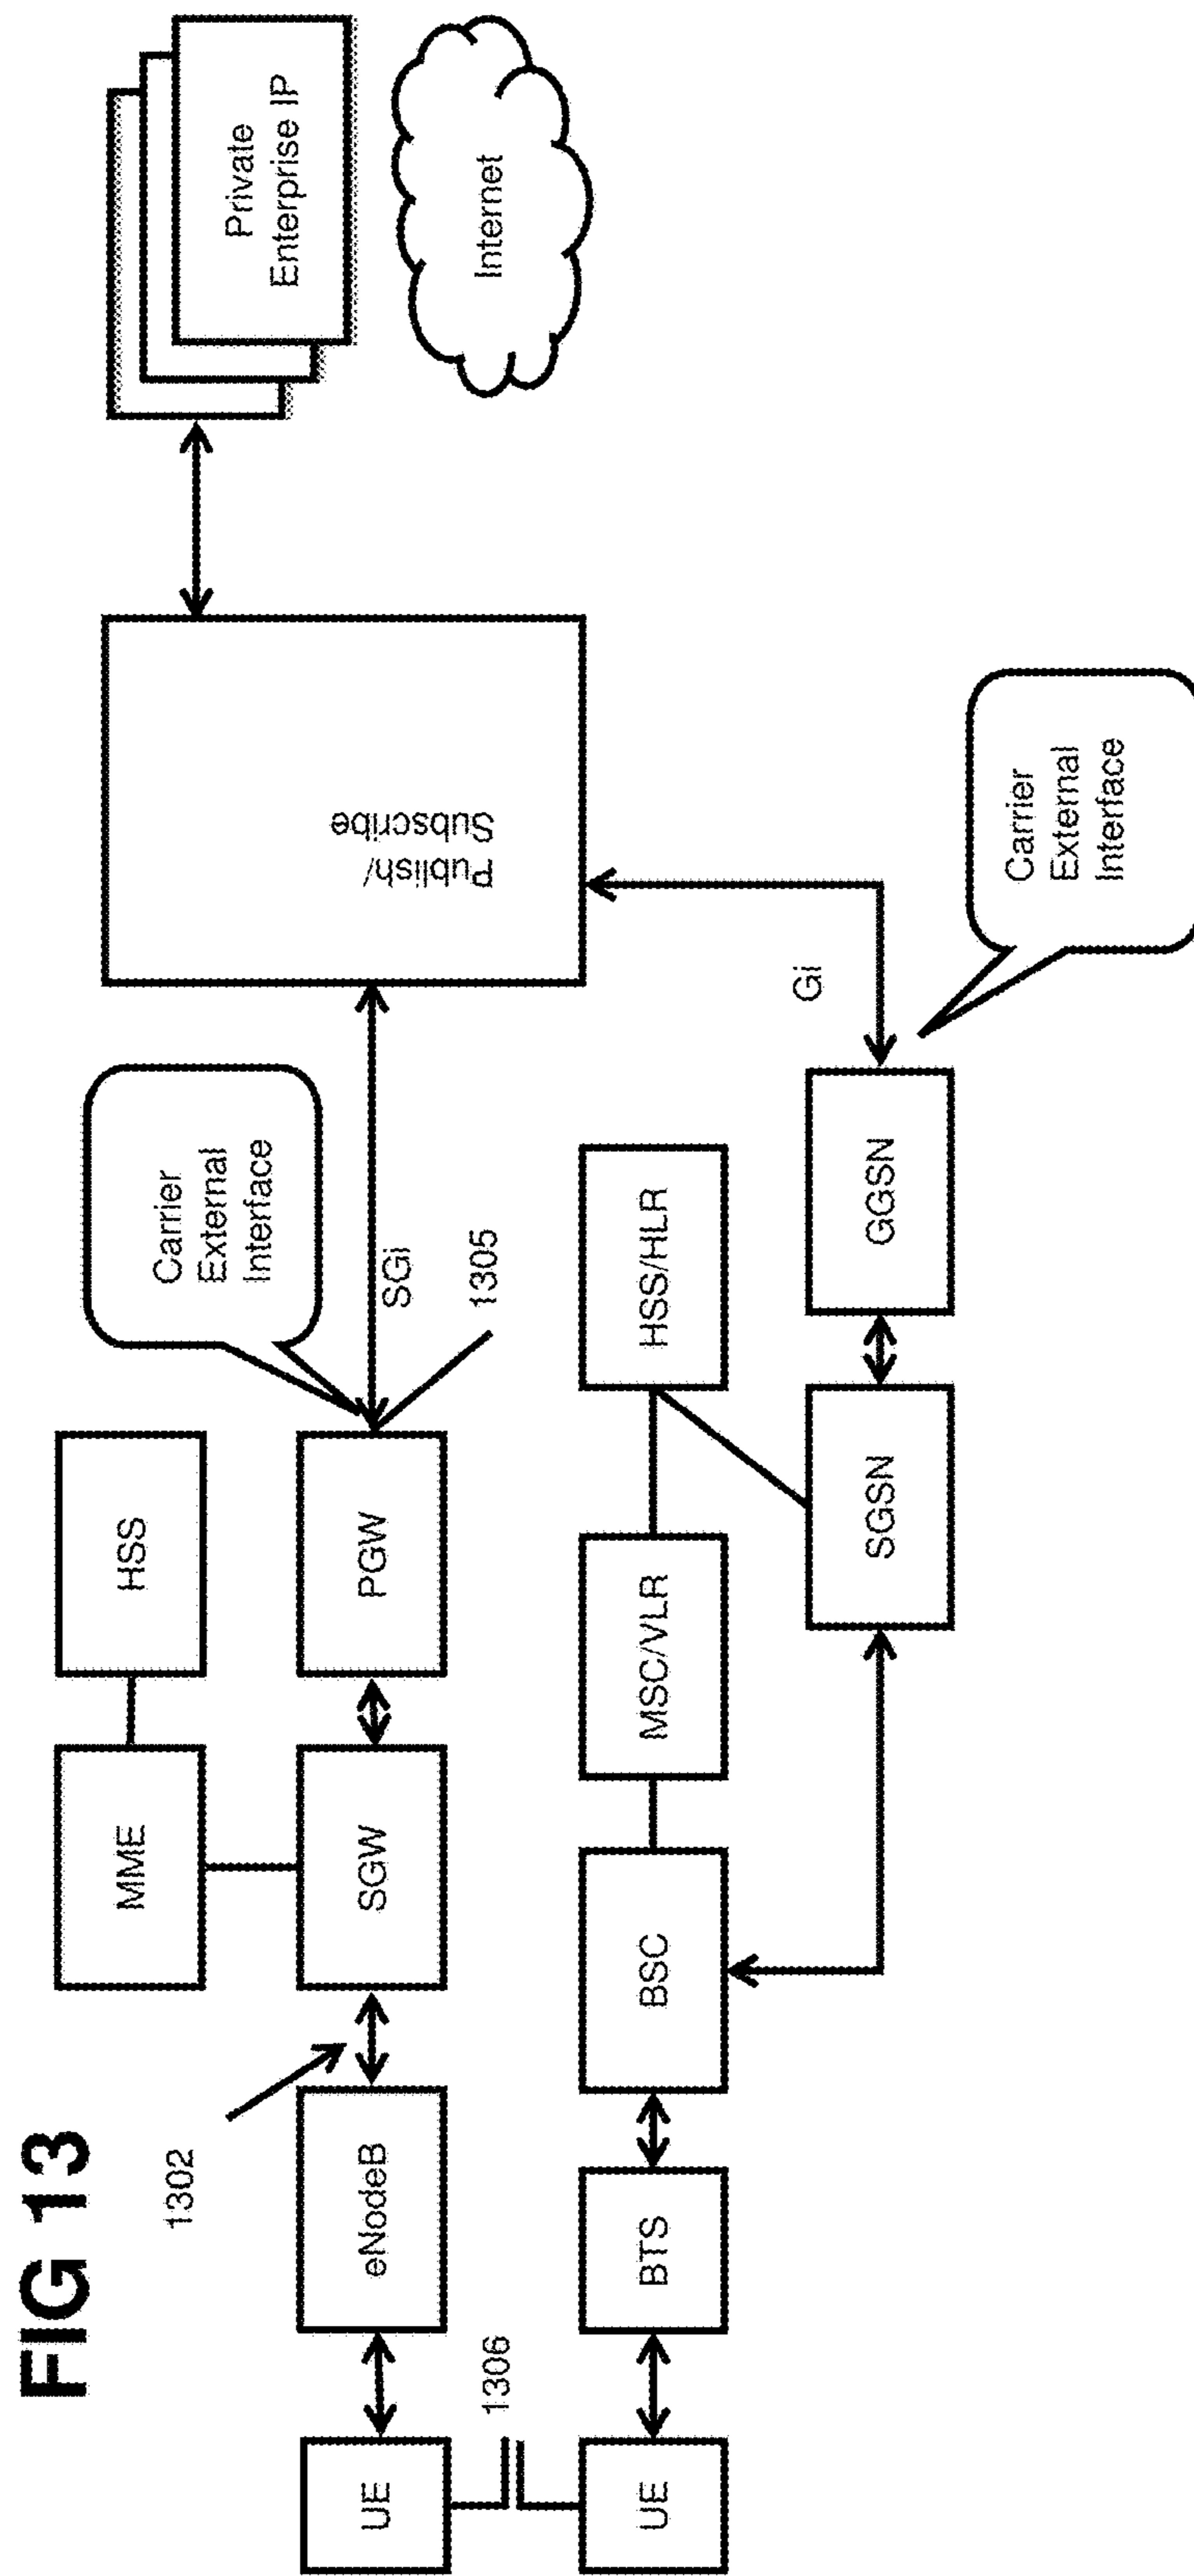 FIG 13
1302
MME
HSS
Carrier
External
Interface
Private
Enterprise IP
UE
eNodeB
SGW
PGW
SGi
1305
Publish/
Subscribe
Internet
1306
UE
BTS
BSC
MSC/VLR
HSS/HLR
SGSN
GGSN
Gi
Carrier
External
Interface